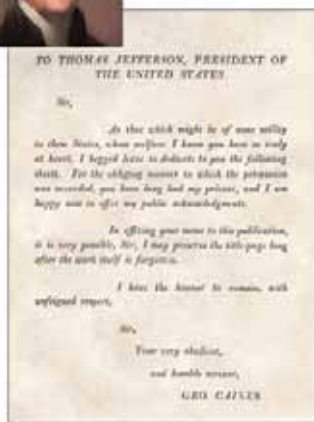 TO THOMAS JEFFERSON, PRESIDENT OF
THE UNITED STATES
Sir,
As that which might be of some utility
to these States, whose welfare I know you have so truly
at heart, I begged leave to dedicate to you the following
sheets. For the obliging manner in which the permission
was accorded, you have long had my private, and I am
happy now to offer my public acknowledgments.
In affixing your name to this publication,
it is very possible, Sir, I may preserve the title-page long
after the work itself is forgotten.
I have the honour to remain, with
unfeigned respect,
Sir,
Your very obedient,
and humble servant,
GEO. CAINES